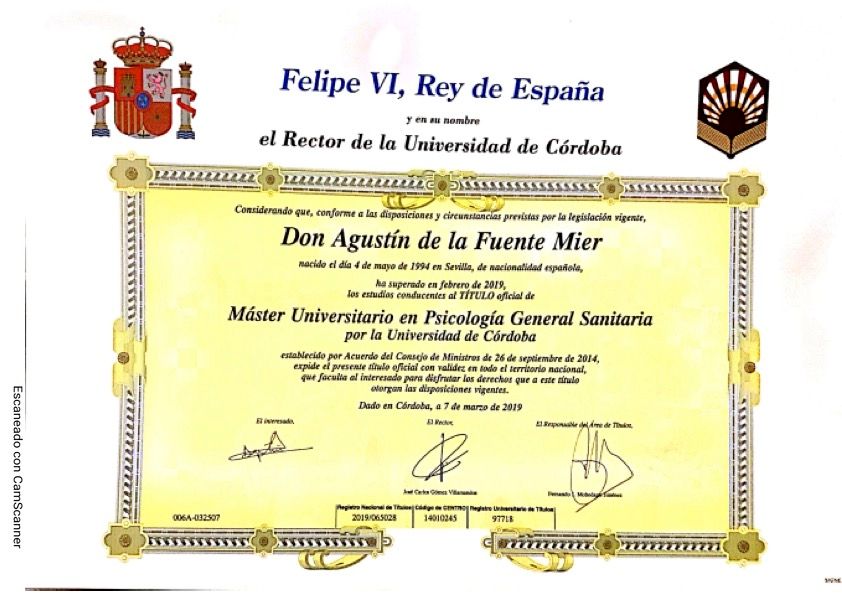 Felipe VI, Rey de España
y en su nombre
el Rector de la Universidad de Córdoba
Considerando que, conforme a las disposiciones y circunstancias previstas por la legislación vigente,
Don Agustín de la Fuente Mier
nacido el día 4 de mayo de 1994 en Sevilla, de nacionalidad española,
ha superado en febrero de 2019,
los estudios conducentes al TÍTULO oficial de
Máster Universitario en Psicología General Sanitaria
por la Universidad de Córdoba
establecido por Acuerdo del Consejo de Ministros de 26 de septiembre de 2014,
expide el presente título oficial con validez en todo el territorio nacional,
que faculta al interesado para disfrutar los derechos que a este título
otorgan las disposiciones vigentes.
Dado en Córdoba, a 7 de marzo de 2019
El interesado,
El Rector,
El Responsable del Área de Títulos,
José Carlos Gómez Villamandos
Fernando J.
006A-032507
Registro Nacional de Títulos
Código de CENTRO
Registro Universitario de Títulos
2019/065028
14010245
97718
Escaneado con CamScanner